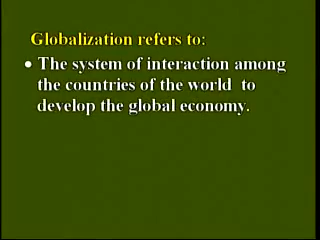 Globalization refers to:
• The system of interaction among
the countries of the world to
develop the global economy.